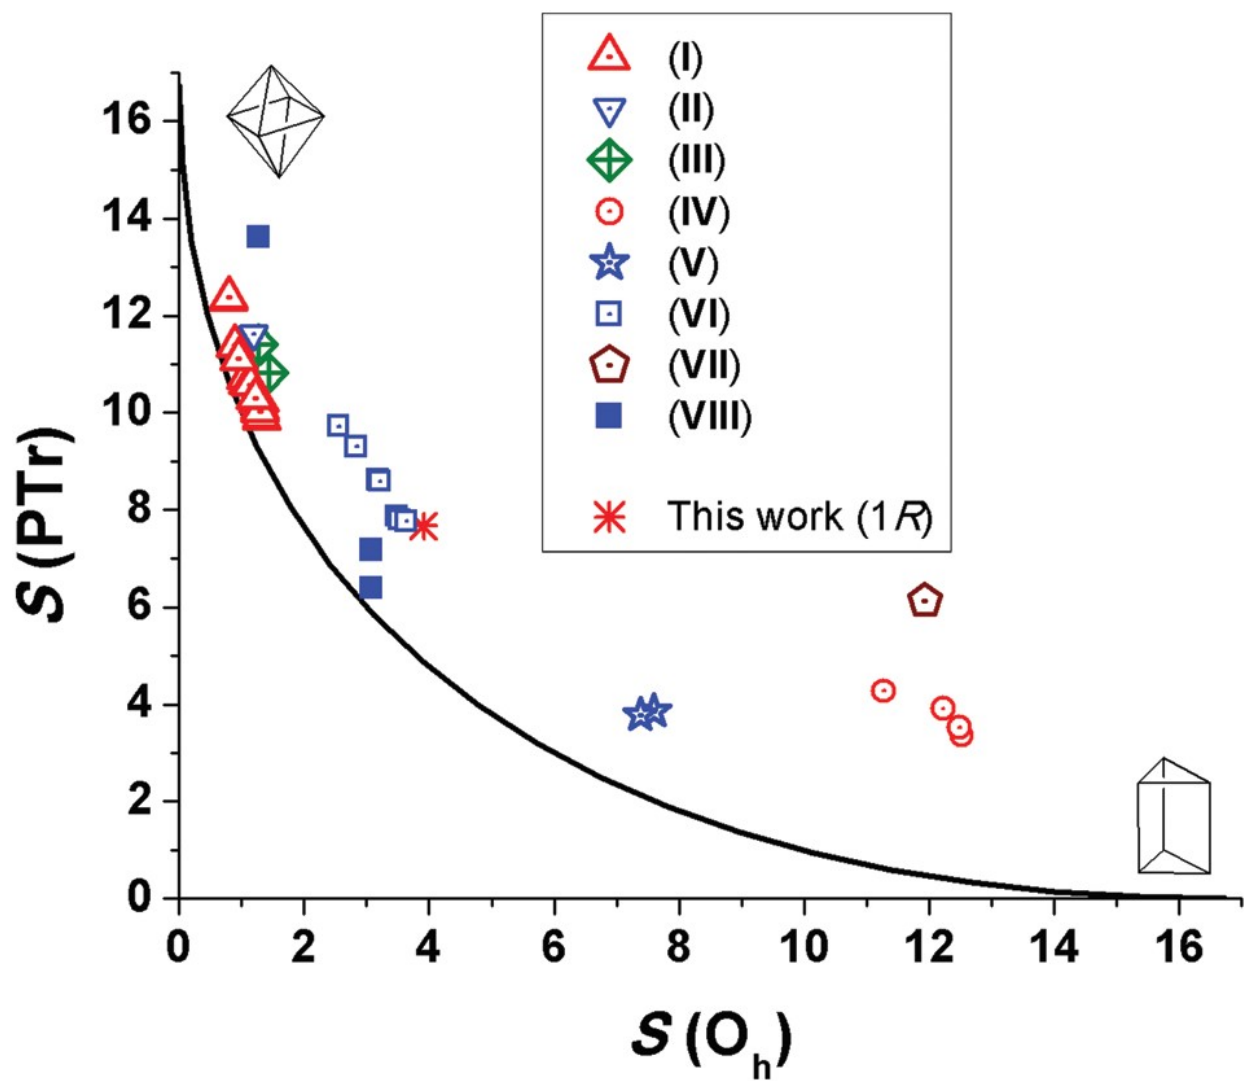 (I)
(II)
(III)
(IV)
(V)
(VI)
(VII)
(VIII)
This work (1R)
16
14
12
10
8
6
4
2
0
S (PTr)
0 2 4 6 8 10 12 14 16
S (Oh)